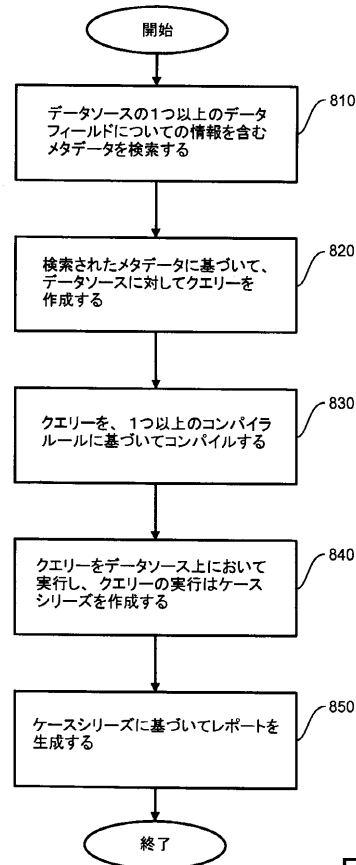 開始
データソースの1つ以上のデータ
フィールドについての情報を含む
メタデータを検索する
810
検索されたメタデータに基づいて、
データソースに対してクエリーを
作成する
820
クエリーを、1つ以上のコンパイラ
ルールに基づいてコンパイルする
830
クエリーをデータソース上において
実行し、クエリーの実行はケース
シリーズを作成する
840
ケースシリーズに基づいてレポートを
生成する
850
終了